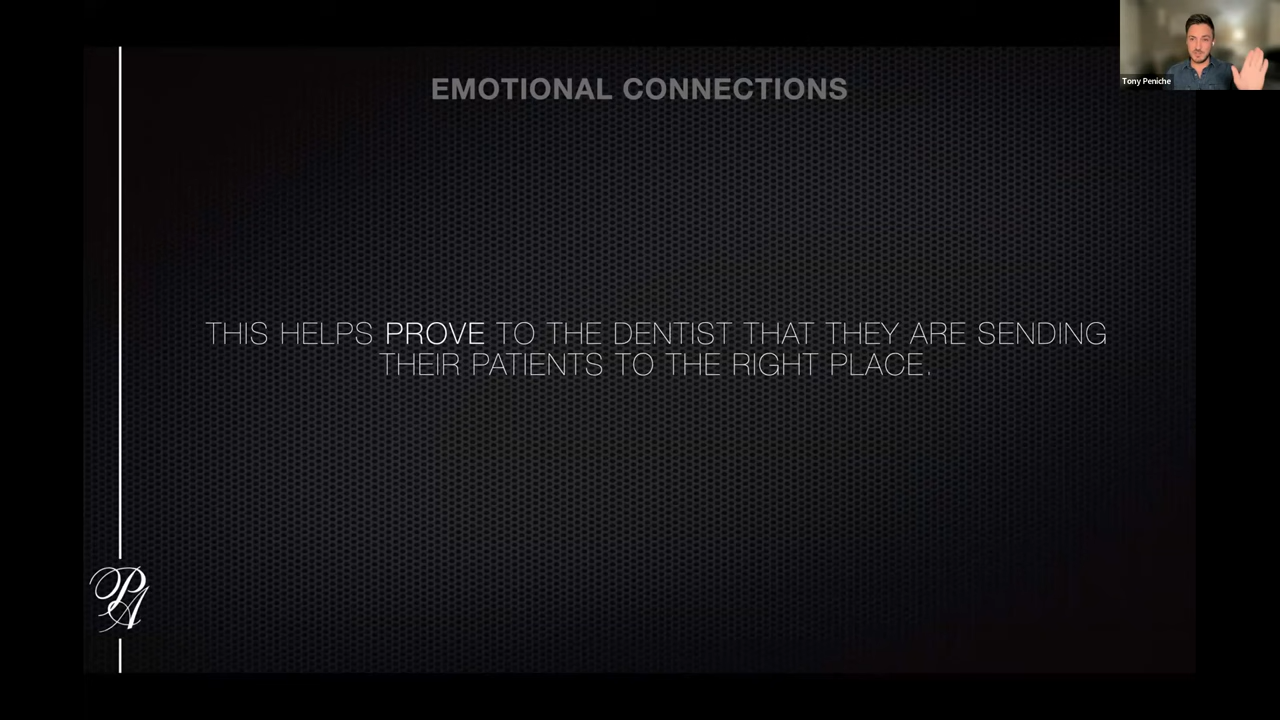 EMOTIONAL CONNECTIONS
Tony Peniche
THIS HELPS PROVE TO THE DENTIST THAT THEY ARE SENDING
THEIR PATIENTS TO THE RIGHT PLACE.
PA